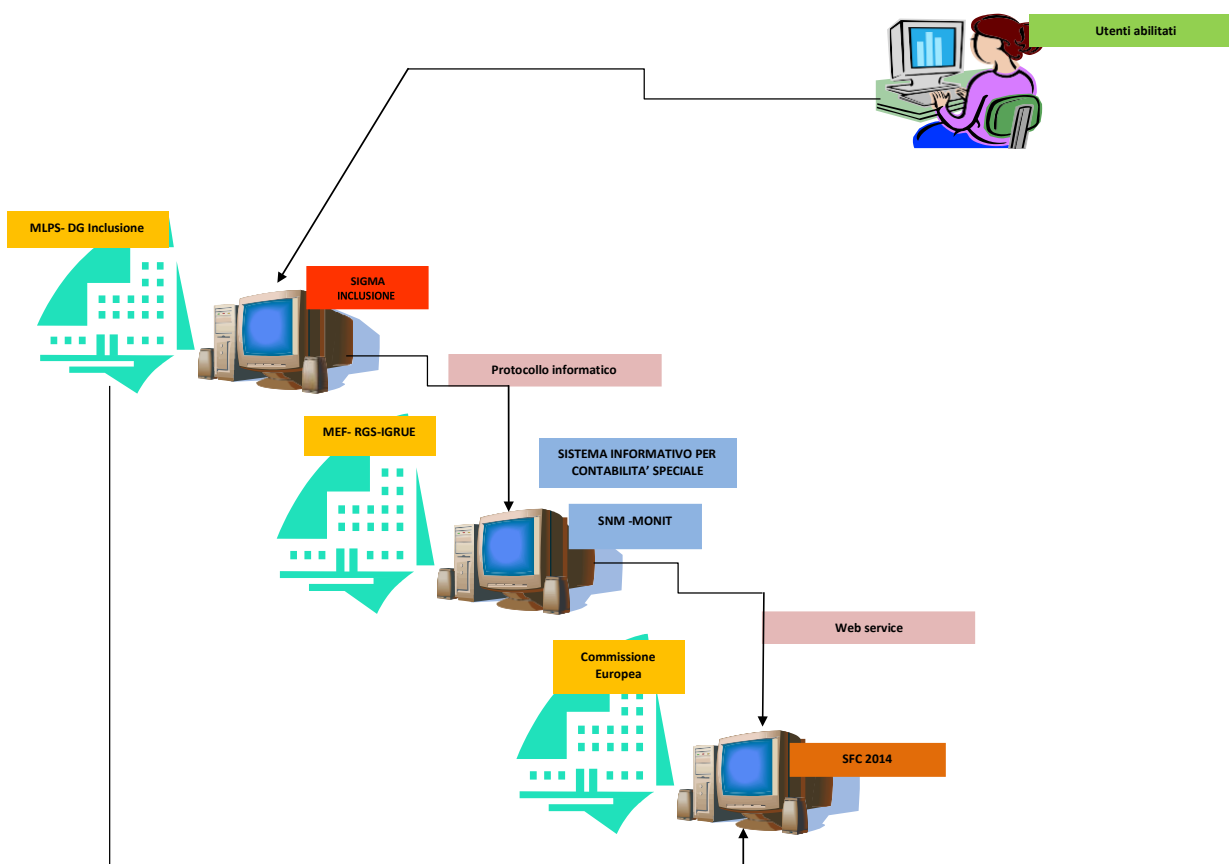 Utenti abilitati
MLPS- DG Inclusione
SIGMA
INCLUSIONE
Protocollo informatico
MEF- RGS-IGRUE
SISTEMA INFORMATIVO PER
CONTABILITA’ SPECIALE
SNM -MONIT
Web service
Commissione
Europea
SFC 2014